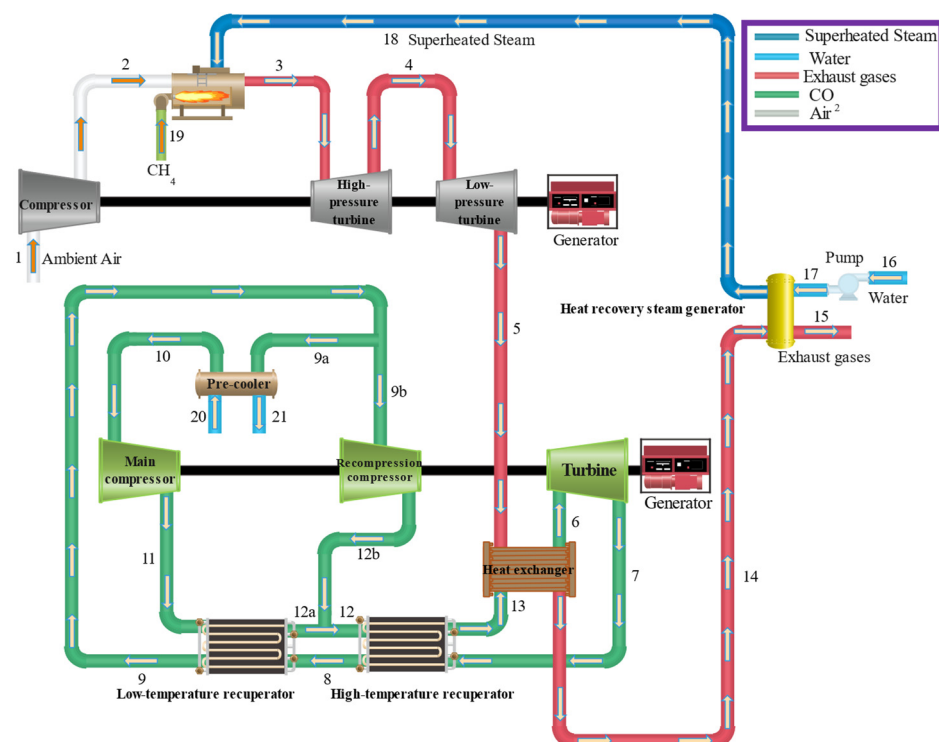 18 Superheated Steam
2
3
4
19
CH
4
Compressor
High-
pressure
turbine
Low-
pressure
turbine
Generator
1
Ambient Air
Superheated Steam
Water
Exhaust gases
CO
Air 2
Pump
16
17
Water
Heat recovery steam generator
15
Exhaust gases
5
10
9a
Pre-cooler
20
21
9b
Main
compressor
Recompression
compressor
Turbine
Generator
6
11
12b
Heat exchanger
7
14
13
12a
12
9
8
Low-temperature recuperator
High-temperature recuperator